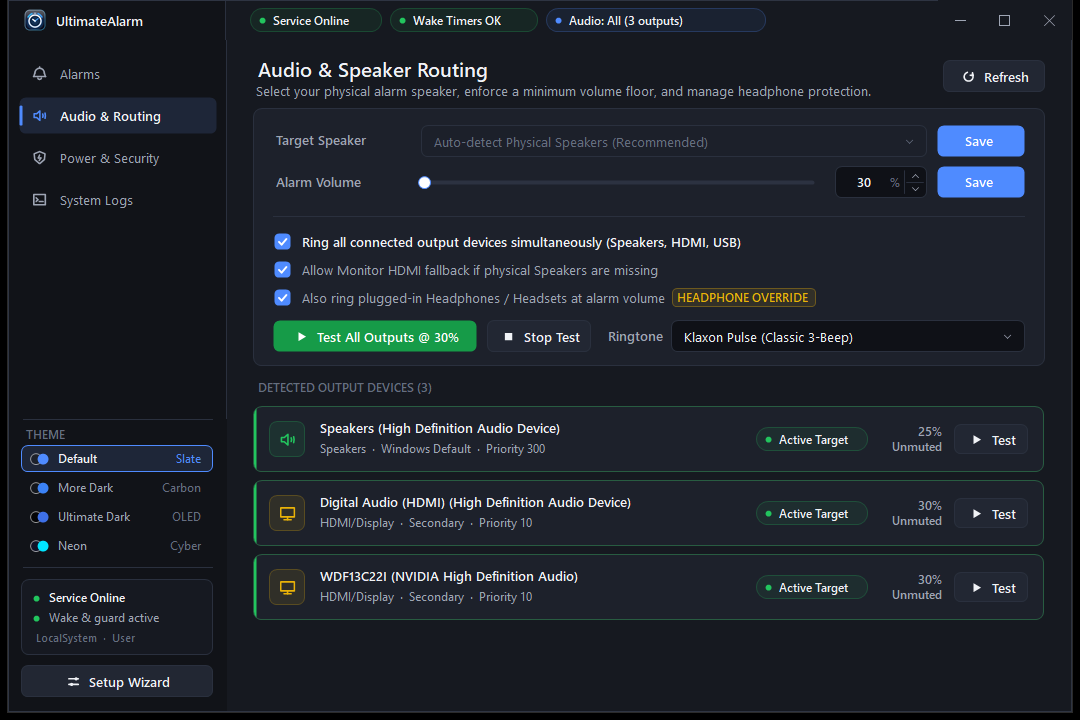 UltimateAlarm
Service Online
Wake Timers OK
Audio: All (3 outputs)
Alarms
Audio & Routing
Power & Security
System Logs
Audio & Speaker Routing
Select your physical alarm speaker, enforce a minimum volume floor, and manage headphone protection.
Refresh
Target Speaker
Auto-detect Physical Speakers (Recommended)
Save
Alarm Volume
30 %
Save
Ring all connected output devices simultaneously (Speakers, HDMI, USB)
Allow Monitor HDMI fallback if physical Speakers are missing
Also ring plugged-in Headphones / Headsets at alarm volume
HEADPHONE OVERRIDE
Test All Outputs @ 30%
Stop Test
Ringtone
Klaxon Pulse (Classic 3-Beep)
DETECTED OUTPUT DEVICES (3)
Speakers (High Definition Audio Device)
Speakers · Windows Default · Priority 300
Active Target
25%
Unmuted
Test
Digital Audio (HDMI) (High Definition Audio Device)
HDMI/Display · Secondary · Priority 10
Active Target
30%
Unmuted
Test
WDF13C22I (NVIDIA High Definition Audio)
HDMI/Display · Secondary · Priority 10
Active Target
30%
Unmuted
Test
THEME
Default Slate
More Dark Carbon
Ultimate Dark OLED
Neon Cyber
Service Online
Wake & guard active
LocalSystem · User
Setup Wizard